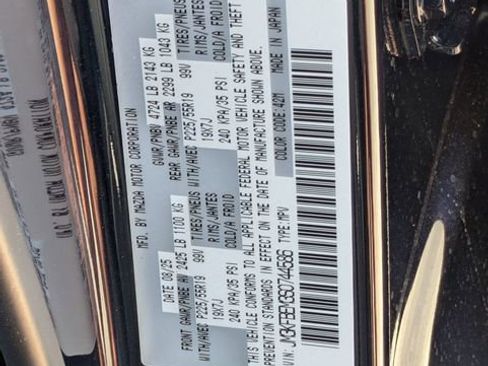 MFD. BY MAZDA MOTOR CORPORATION
DATE: 08/25 GVWR/PNBV 4724 LB 2143 KG
FRONT GAWR/PNBE AV 2425 LB 1100 KG REAR GAWR/PNBE AR 2299 LB 1043 KG
WITH/AVEC TIRES/PNEUS RIMS/JANTES COLD/A FROID WITH/AVEC TIRES/PNEUS RIMS/JANTES COLD/A FROID
P225/55R19 99V P225/55R19 99V
19X7J 19X7J
240 KPA/35 PSI 240 KPA/35 PSI
THIS VEHICLE CONFORMS TO ALL APPLICABLE FEDERAL MOTOR VEHICLE SAFETY AND THEFT
PREVENTION STANDARDS IN EFFECT ON THE DATE OF MANUFACTURE SHOWN ABOVE.
TYPE: MPV COLOR CODE: 42M MADE IN JAPAN